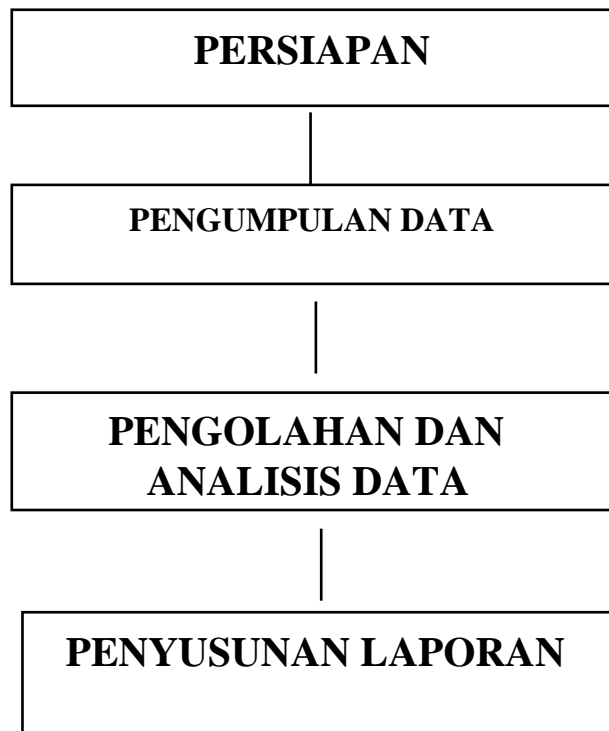 PERSIAPAN
PENGUMPULAN DATA
PENGOLAHAN DAN
ANALISIS DATA
PENYUSUNAN LAPORAN